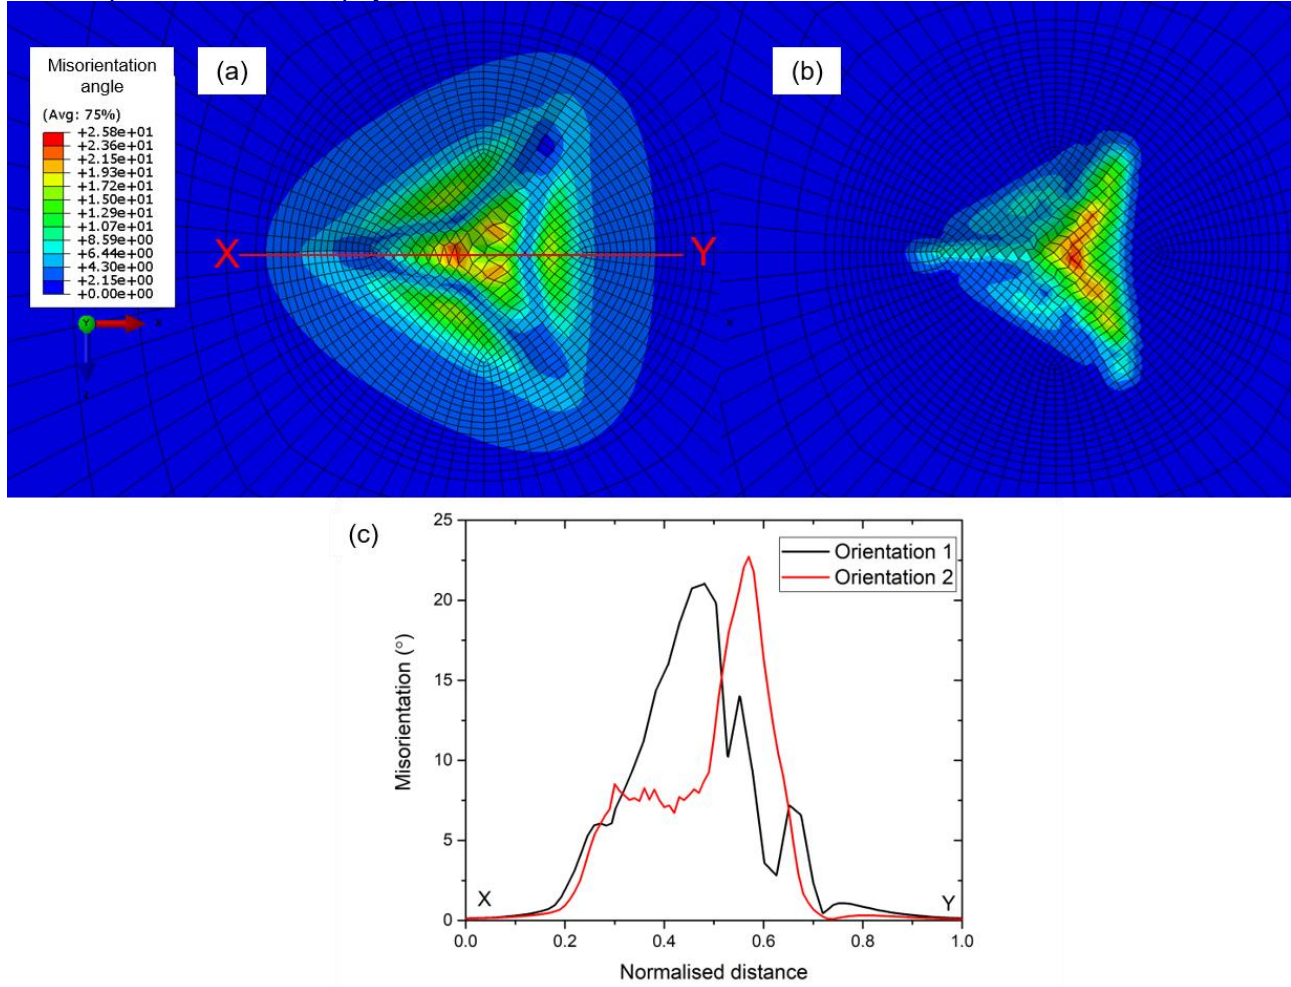 Misorientation
angle
(Avg: 75%)
+2.58e+01
+2.36e+01
+2.15e+01
+1.93e+01
+1.72e+01
+1.50e+01
+1.29e+01
+1.07e+01
+8.59e+00
+6.44e+00
+4.30e+00
+2.15e+00
+0.00e+00
(a)
X
Y
Y
X
(b)
(c)
Orientation 1
Orientation 2
Misorientation (°)
25
20
15
10
5
0
X
Y
0.0 0.2 0.4 0.6 0.8 1.0
Normalised distance